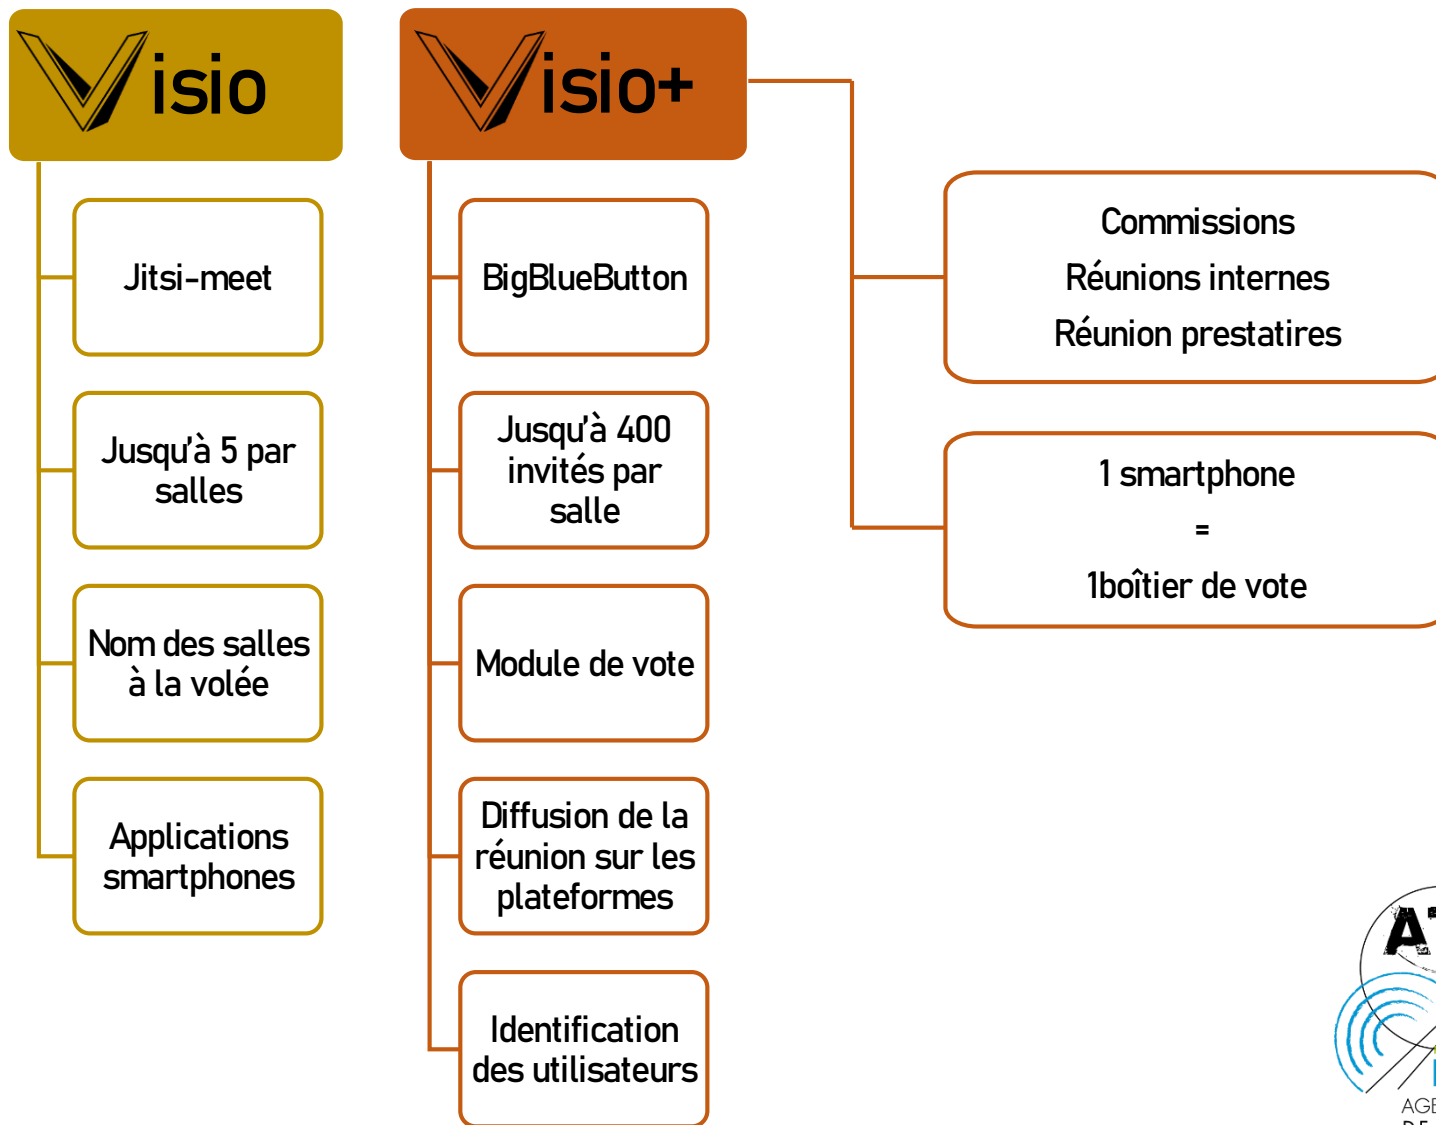 Visio
Jitsi-meet
Jusqu'à 5 par
salles
Nom des salles
à la volée
Applications
smartphones
Visio+
BigBlueButton
Jusqu'à 400
invités par
salle
Module de vote
Diffusion de la
réunion sur les
plateformes
Identification
des utilisateurs
Commissions
Réunions internes
Réunion prestatires
1 smartphone
=
1boîtier de vote